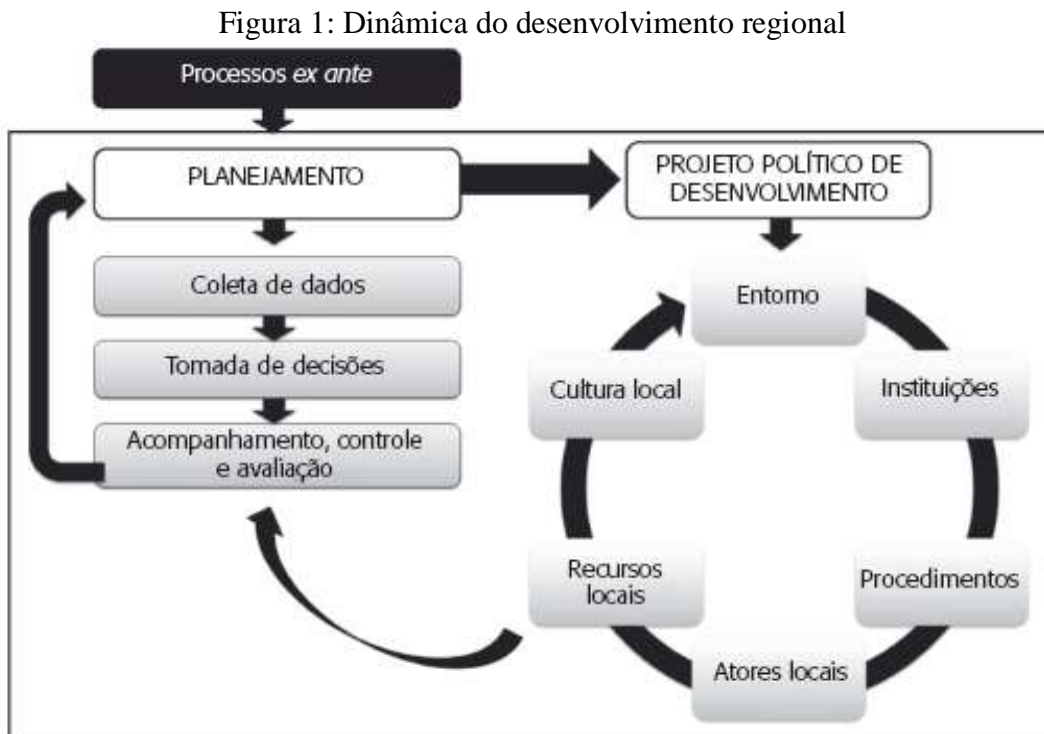 Figura 1: Dinâmica do desenvolvimento regional
Processos ex ante
PLANEJAMENTO
PROJETO POLÍTICO DE
DESENVOLVIMENTO
Coleta de dados
Tomada de decisões
Acompanhamento, controle
e avaliação
Entorno
Instituições
Procedimentos
Atores locais
Recursos
locais
Cultura local